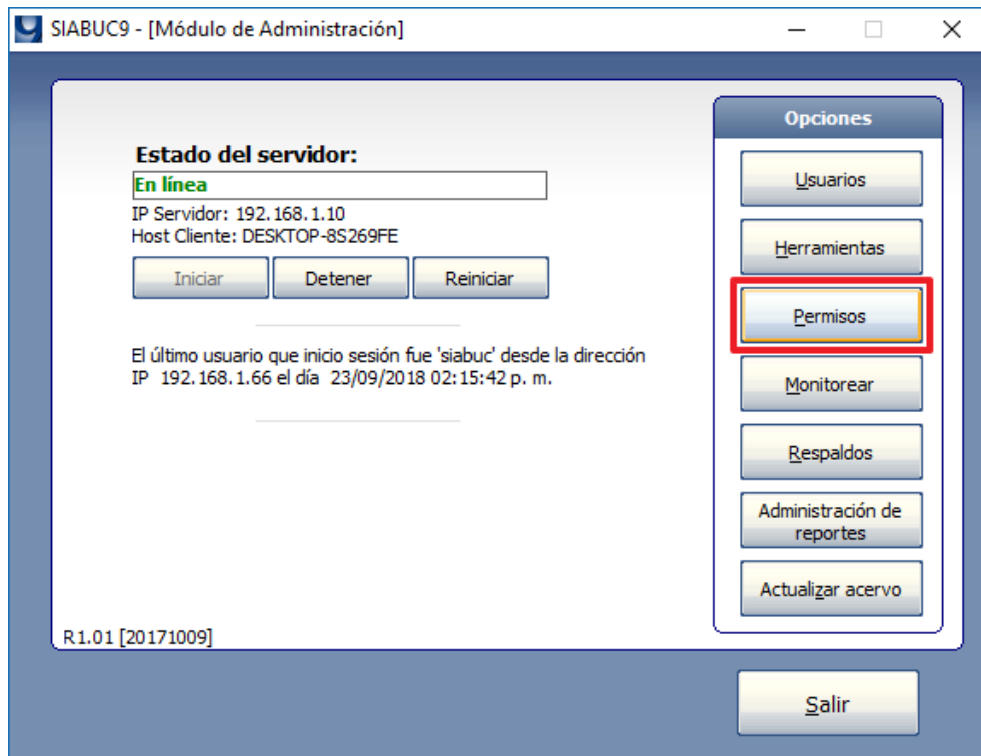 SIABUC9 - [Módulo de Administración]
Estado del servidor:
En línea
IP Servidor: 192.168.1.10
Host Cliente: DESKTOP-8S269FE
Iniciar
Detener
Reiniciar
El último usuario que inicio sesión fue 'siabuc' desde la dirección
IP 192.168.1.66 el día 23/09/2018 02:15:42 p. m.
R1.01 [20171009]
Opciones
Usuarios
Herramientas
Permisos
Monitorear
Respaldos
Administración de
reportes
Actualizar acervo
Salir